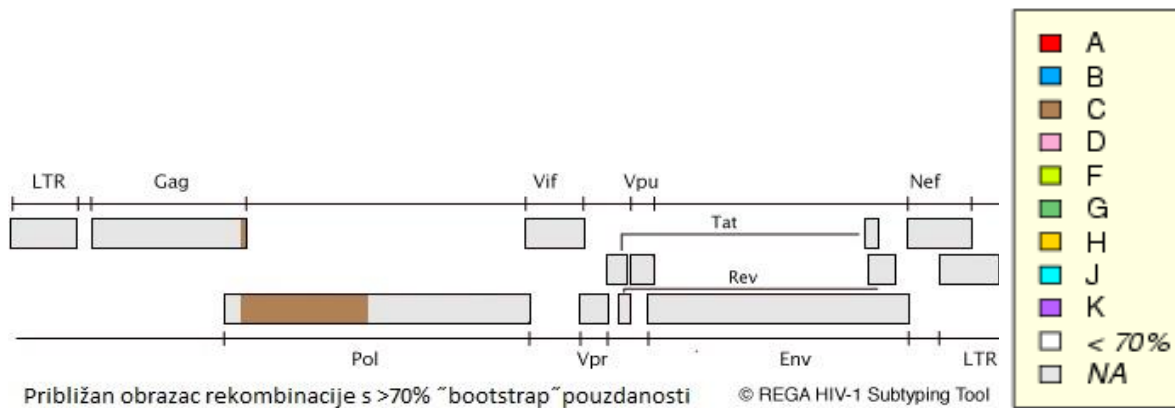 LTR Gag Vif Vpu Nef
Tat
Rev
Pol Vpr Env LTR
Približan obrazac rekombinacije s >70% ˝bootstrap˝pouzdanosti © REGA HIV-1 Subtyping Tool
A
B
C
D
F
G
H
J
K
< 70%
NA